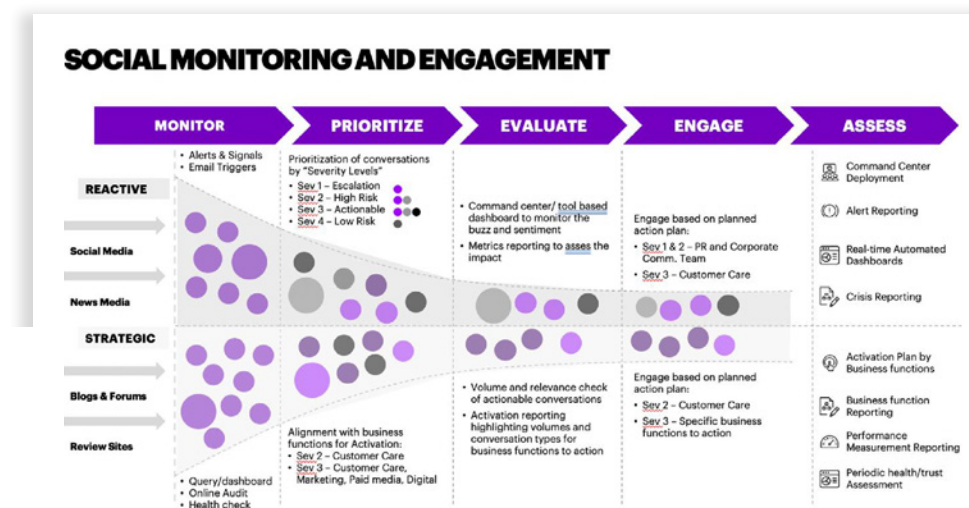 SOCIAL MONITORING AND ENGAGEMENT
MONITOR
PRIORITIZE
EVALUATE
ENGAGE
ASSESS
• Alerts & Signals
• Email Triggers
REACTIVE
Social Media
News Media
STRATEGIC
Blogs & Forums
Review Sites
• Query/dashboard
• Online Audit
• Health check
Prioritization of conversations
by "Severity Levels"
• Sev 1 – Escalation
• Sev 2 – High Risk
• Sev 3 – Actionable
• Sev 4 – Low Risk
Alignment with business
functions for Activation:
• Sev 2 – Customer Care
• Sev 3 – Customer Care,
Marketing, Paid media, Digital
• Command center/ tool based
dashboard to monitor the
buzz and sentiment
• Metrics reporting to asses the
impact
• Volume and relevance check
of actionable conversations
• Activation reporting
highlighting volumes and
conversation types for
business functions to action
Engage based on planned
action plan:
• Sev 1 & 2 – PR and Corporate
Comm. Team
• Sev 3 – Customer Care
Engage based on planned
action plan:
• Sev 2 – Customer Care
• Sev 3 – Specific business
functions to action
Command Center
Deployment
Alert Reporting
Real-time Automated
Dashboards
Crisis Reporting
Activation Plan by
Business functions
Business function
Reporting
Performance
Measurement Reporting
Periodic health/trust
Assessment